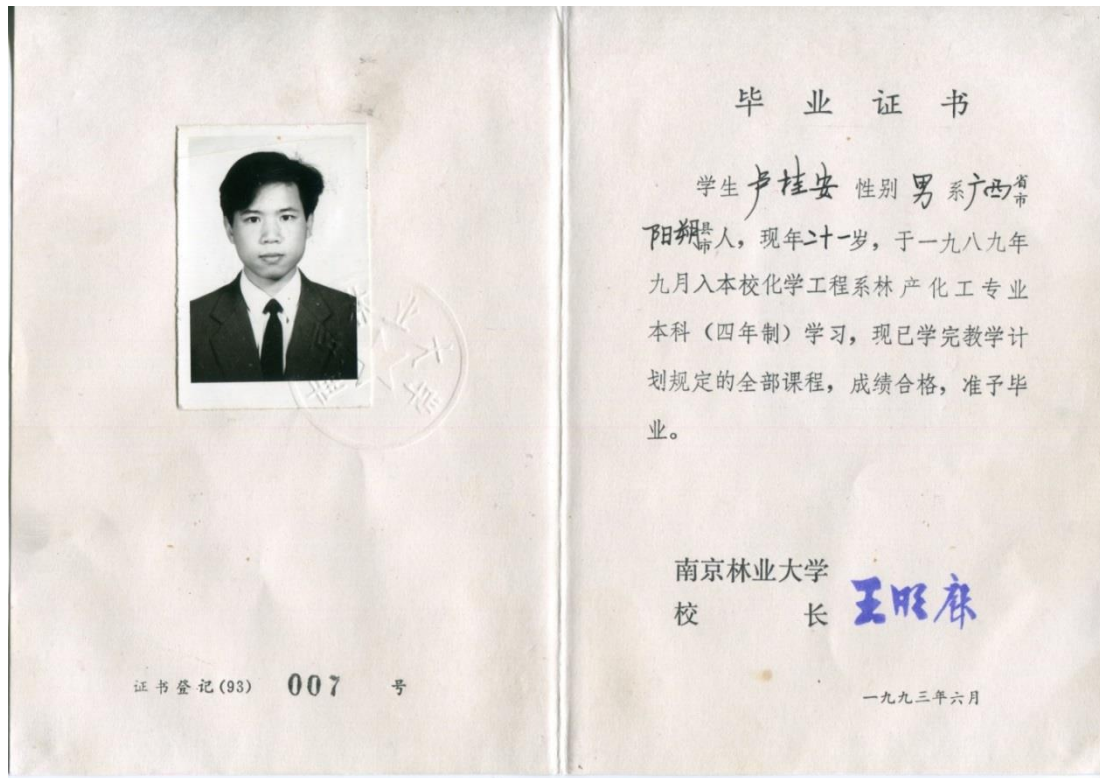 业大学
证书登记(93) 007 号
毕业证书
学生卢桂安 性别 男 系广西省市
阳朔县市人，现年二十一岁，于一九八九年
九月入本校化学工程系林产化工专业
本科（四年制）学习，现已学完教学计
划规定的全部课程，成绩合格，准予毕
业。
南京林业大学
校长 王明庥
一九九三年六月